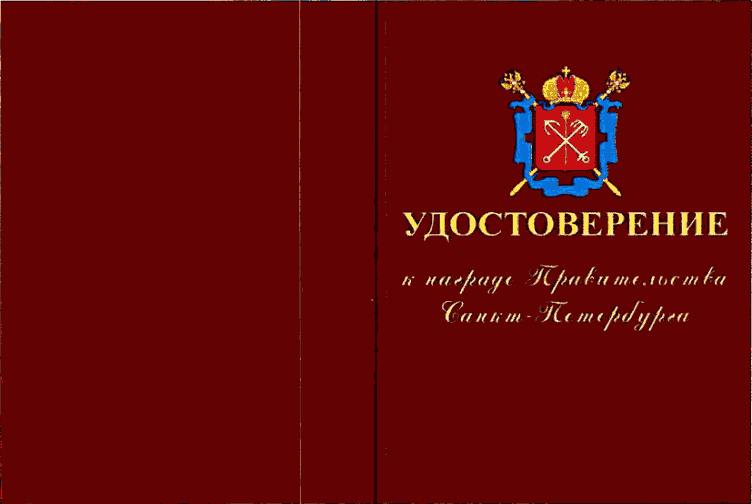 УДОСТОВЕРЕНИЕ
к награде Правительства
Санкт-Петербурга